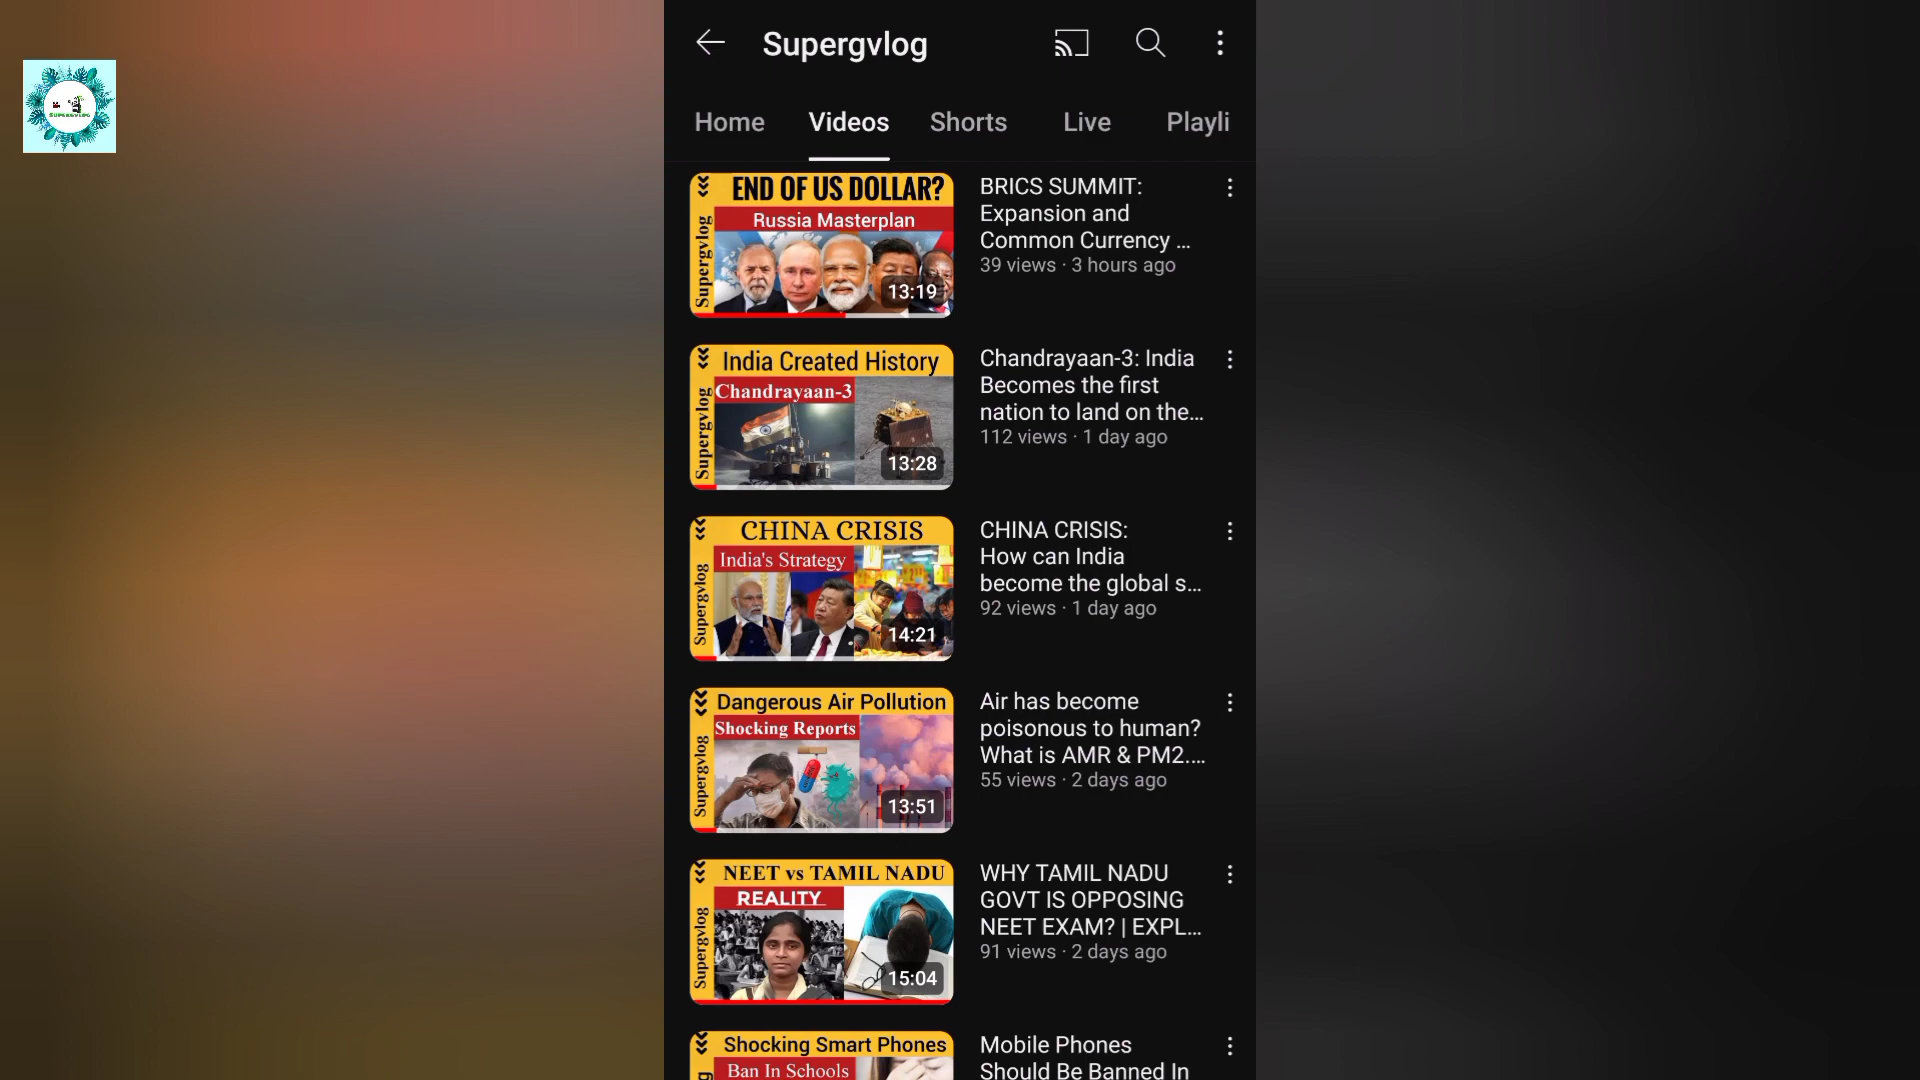 Supergvlog
SUPERGVLOG
Home Videos Shorts Live Playli
END OF US DOLLAR?
Russia Masterplan
Supergvlog
13:19
BRICS SUMMIT:
Expansion and
Common Currency ...
39 views · 3 hours ago
India Created History
Chandrayaan-3
Supergvlog
13:28
Chandrayaan-3: India
Becomes the first
nation to land on the...
112 views · 1 day ago
CHINA CRISIS
India's Strategy
Supergvlog
14:21
CHINA CRISIS:
How can India
become the global s...
92 views · 1 day ago
Dangerous Air Pollution
Shocking Reports
Supergvlog
13:51
Air has become
poisonous to human?
What is AMR & PM2....
55 views · 2 days ago
NEET vs TAMIL NADU
REALITY
Supergvlog
15:04
WHY TAMIL NADU
GOVT IS OPPOSING
NEET EXAM? | EXPL...
91 views · 2 days ago
Shocking Smart Phones
Ban In Schools
Mobile Phones
Should Be Banned In